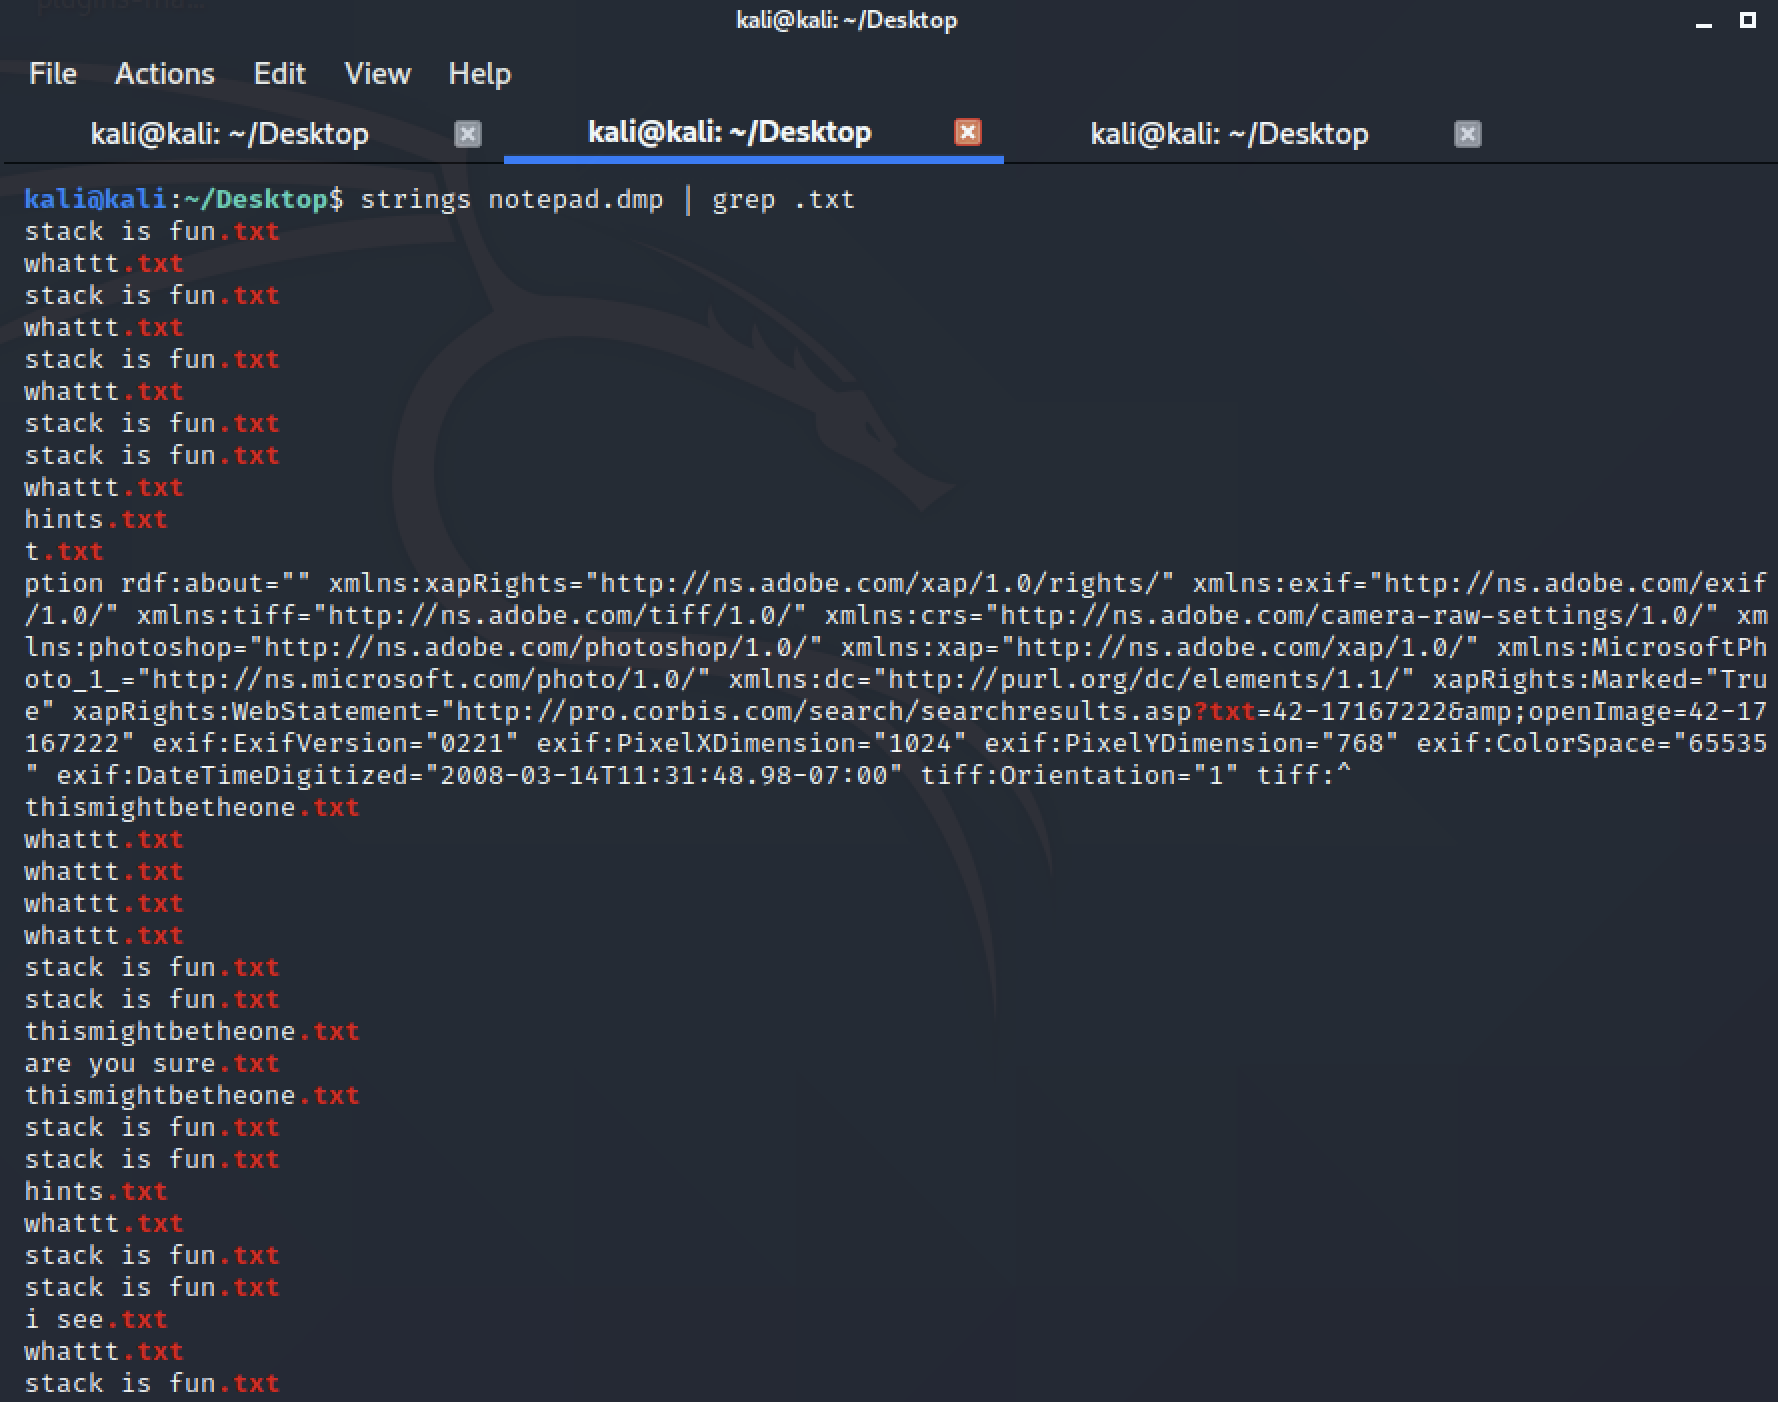 plugins-ma...
kali@kali: ~/Desktop
File Actions Edit View Help
kali@kali: ~/Desktop kali@kali: ~/Desktop kali@kali: ~/Desktop
kali@kali:~/Desktop$ strings notepad.dmp | grep .txt
stack is fun.txt
whattt.txt
stack is fun.txt
whattt.txt
stack is fun.txt
whattt.txt
stack is fun.txt
stack is fun.txt
whattt.txt
hints.txt
t.txt
ption rdf:about="" xmlns:xapRights="http://ns.adobe.com/xap/1.0/rights/" xmlns:exif="http://ns.adobe.com/exif
/1.0/" xmlns:tiff="http://ns.adobe.com/tiff/1.0/" xmlns:crs="http://ns.adobe.com/camera-raw-settings/1.0/" xm
lns:photoshop="http://ns.adobe.com/photoshop/1.0/" xmlns:xap="http://ns.adobe.com/xap/1.0/" xmlns:MicrosoftPh
oto_1_="http://ns.microsoft.com/photo/1.0/" xmlns:dc="http://purl.org/dc/elements/1.1/" xapRights:Marked="Tru
e" xapRights:WebStatement="http://pro.corbis.com/search/searchresults.asp?txt=42-17167222&amp;openImage=42-17
167222" exif:ExifVersion="0221" exif:PixelXDimension="1024" exif:PixelYDimension="768" exif:ColorSpace="65535
" exif:DateTimeDigitized="2008-03-14T11:31:48.98-07:00" tiff:Orientation="1" tiff:^
thismightbetheone.txt
whattt.txt
whattt.txt
whattt.txt
whattt.txt
stack is fun.txt
stack is fun.txt
thismightbetheone.txt
are you sure.txt
thismightbetheone.txt
stack is fun.txt
stack is fun.txt
hints.txt
whattt.txt
stack is fun.txt
stack is fun.txt
i see.txt
whattt.txt
stack is fun.txt